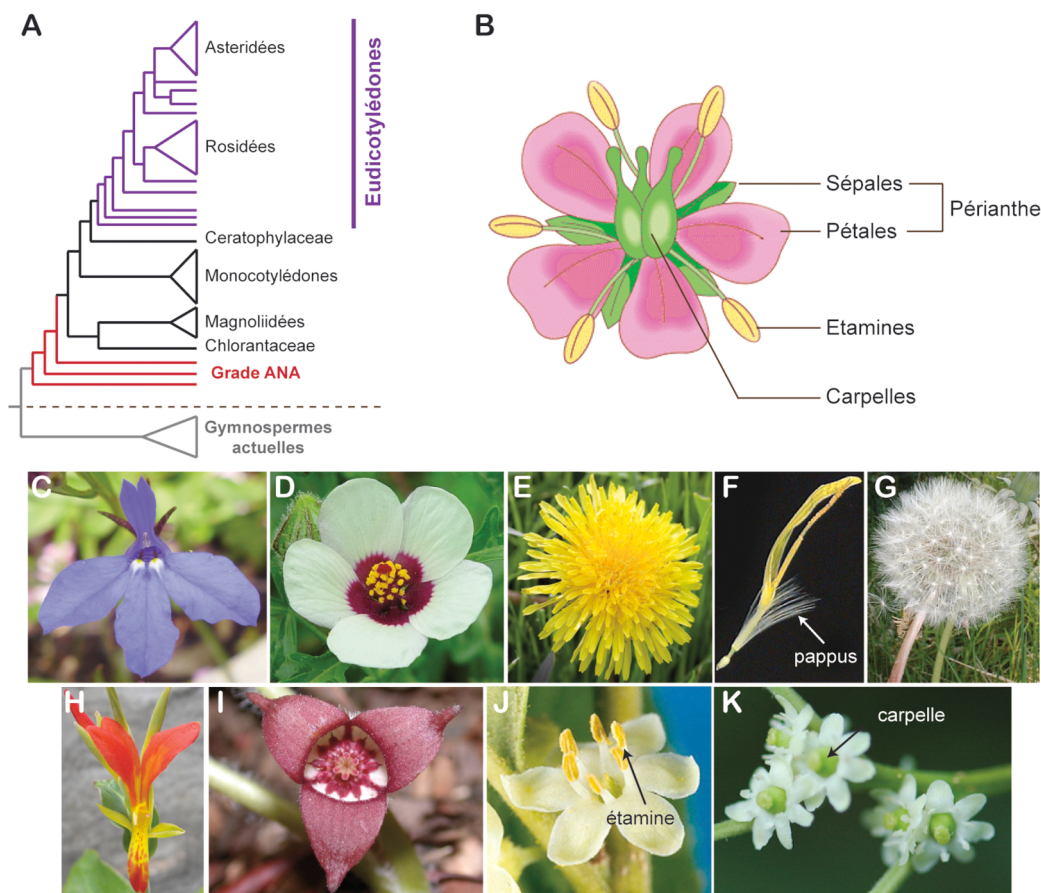 A
Asteridées
Rosidées
Eudicotylédones
Ceratophylaceae
Monocotylédones
Magnoliidées
Chlorantaceae
Grade ANA
Gymnospermes
actuelles
B
Sépales
Pétales
Périanthe
Etamines
Carpelles
C
D
E
F
pappus
G
H
I
J
étamine
K
carpelle